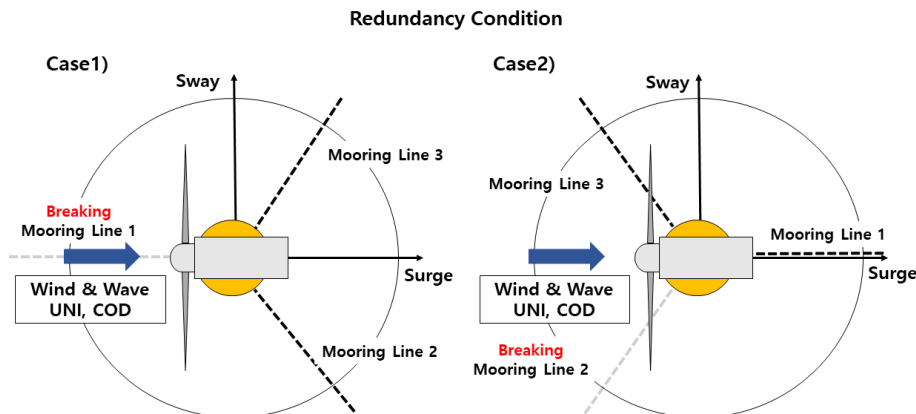 Redundancy Condition
Case1)
Sway
Mooring Line 3
Breaking
Mooring Line 1
Wind & Wave
UNI, COD
Surge
Mooring Line 2
Case2)
Sway
Mooring Line 3
Mooring Line 1
Surge
Wind & Wave
UNI, COD
Breaking
Mooring Line 2